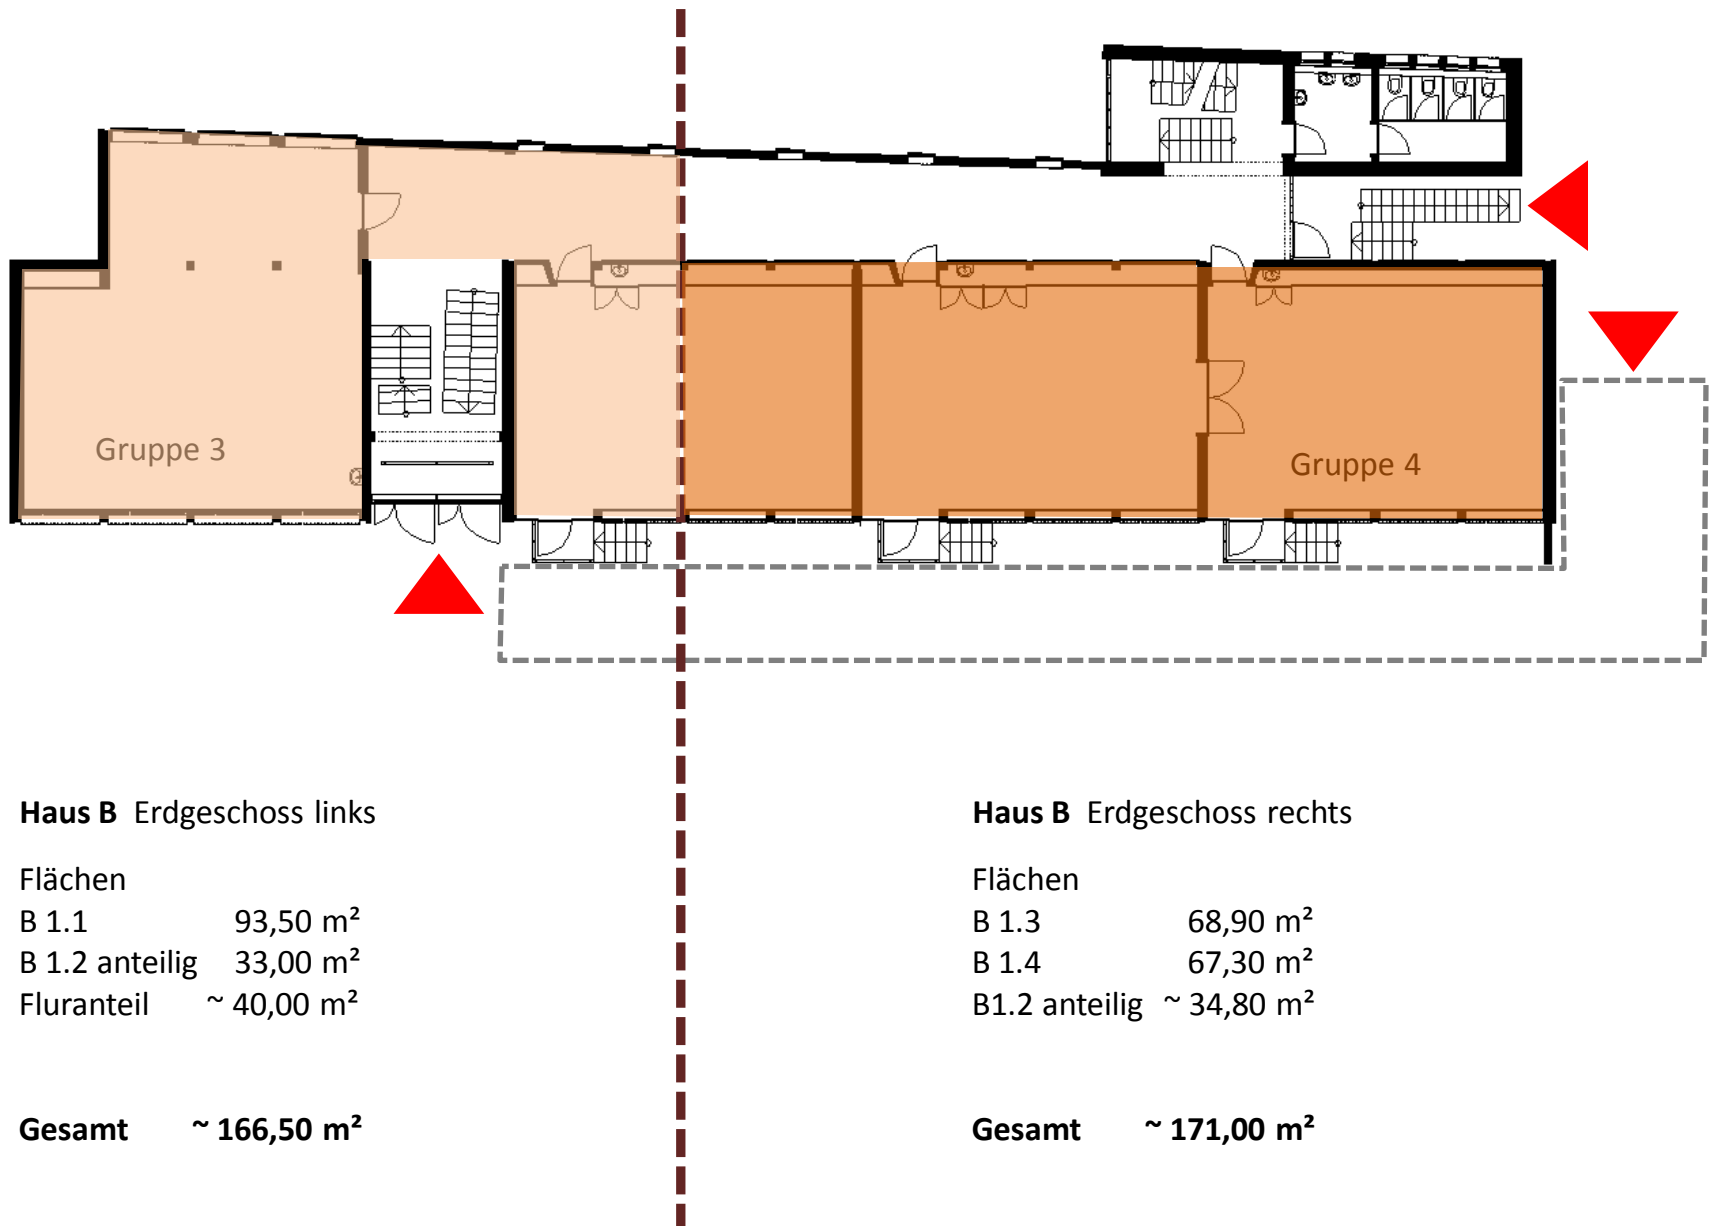 Gruppe 3
Gruppe 4
Haus B Erdgeschoss links
Flächen
B 1.1 93,50 m²
B 1.2 anteilig 33,00 m²
Fluranteil ~ 40,00 m²
Gesamt ~ 166,50 m²
Haus B Erdgeschoss rechts
Flächen
B 1.3 68,90 m²
B 1.4 67,30 m²
B1.2 anteilig ~ 34,80 m²
Gesamt ~ 171,00 m²